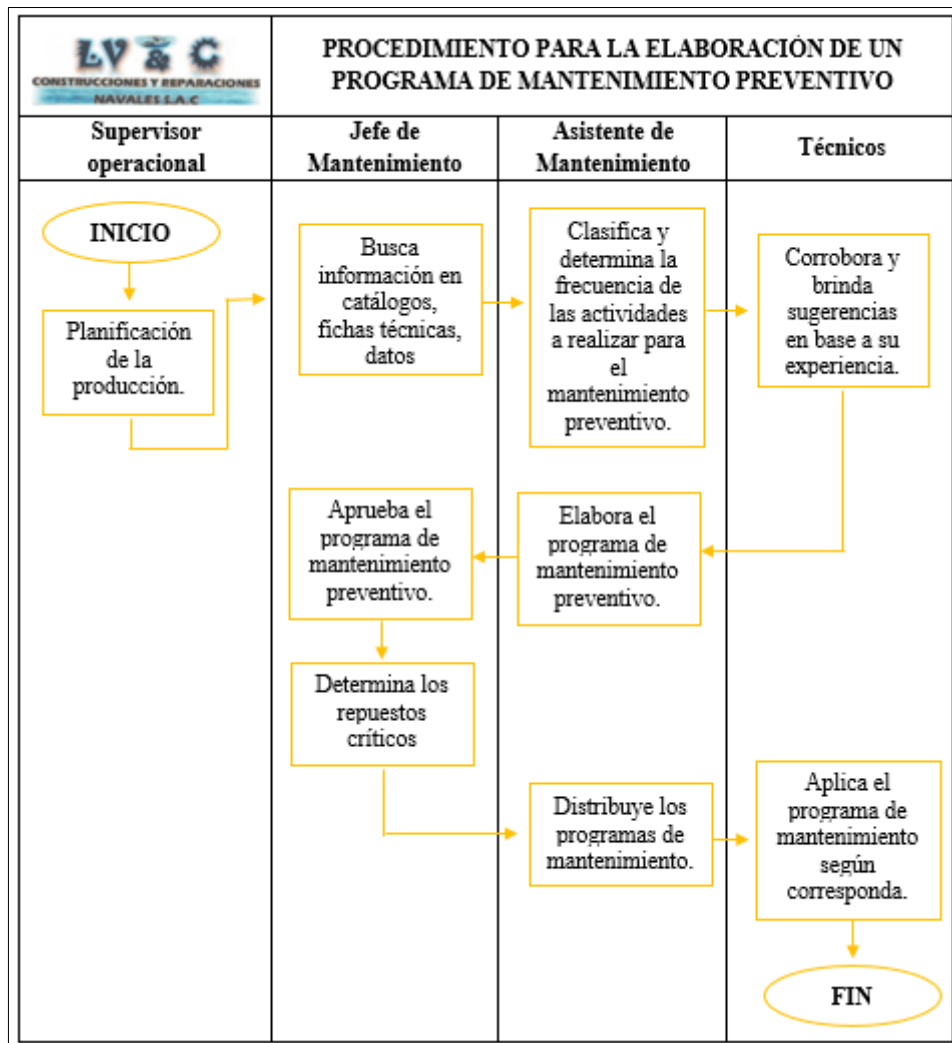 LV & C
CONSTRUCCIONES Y REPARACIONES
NAVALES S.A.C
PROCEDIMIENTO PARA LA ELABORACIÓN DE UN
PROGRAMA DE MANTENIMIENTO PREVENTIVO
Supervisor
operacional
Jefe de
Mantenimiento
Asistente de
Mantenimiento
Técnicos
INICIO
Planificación
de la
producción.
Busca
información en
catálogos,
fichas técnicas,
datos
Clasifica y
determina la
frecuencia de
las actividades
a realizar para
el
mantenimiento
preventivo.
Corrobora y
brinda
sugerencias
en base a su
experiencia.
Elabora el
programa de
mantenimiento
preventivo.
Aprueba el
programa de
mantenimiento
preventivo.
Determina los
repuestos
críticos
Distribuye los
programas de
mantenimiento.
Aplica el
programa de
mantenimiento
según
corresponda.
FIN